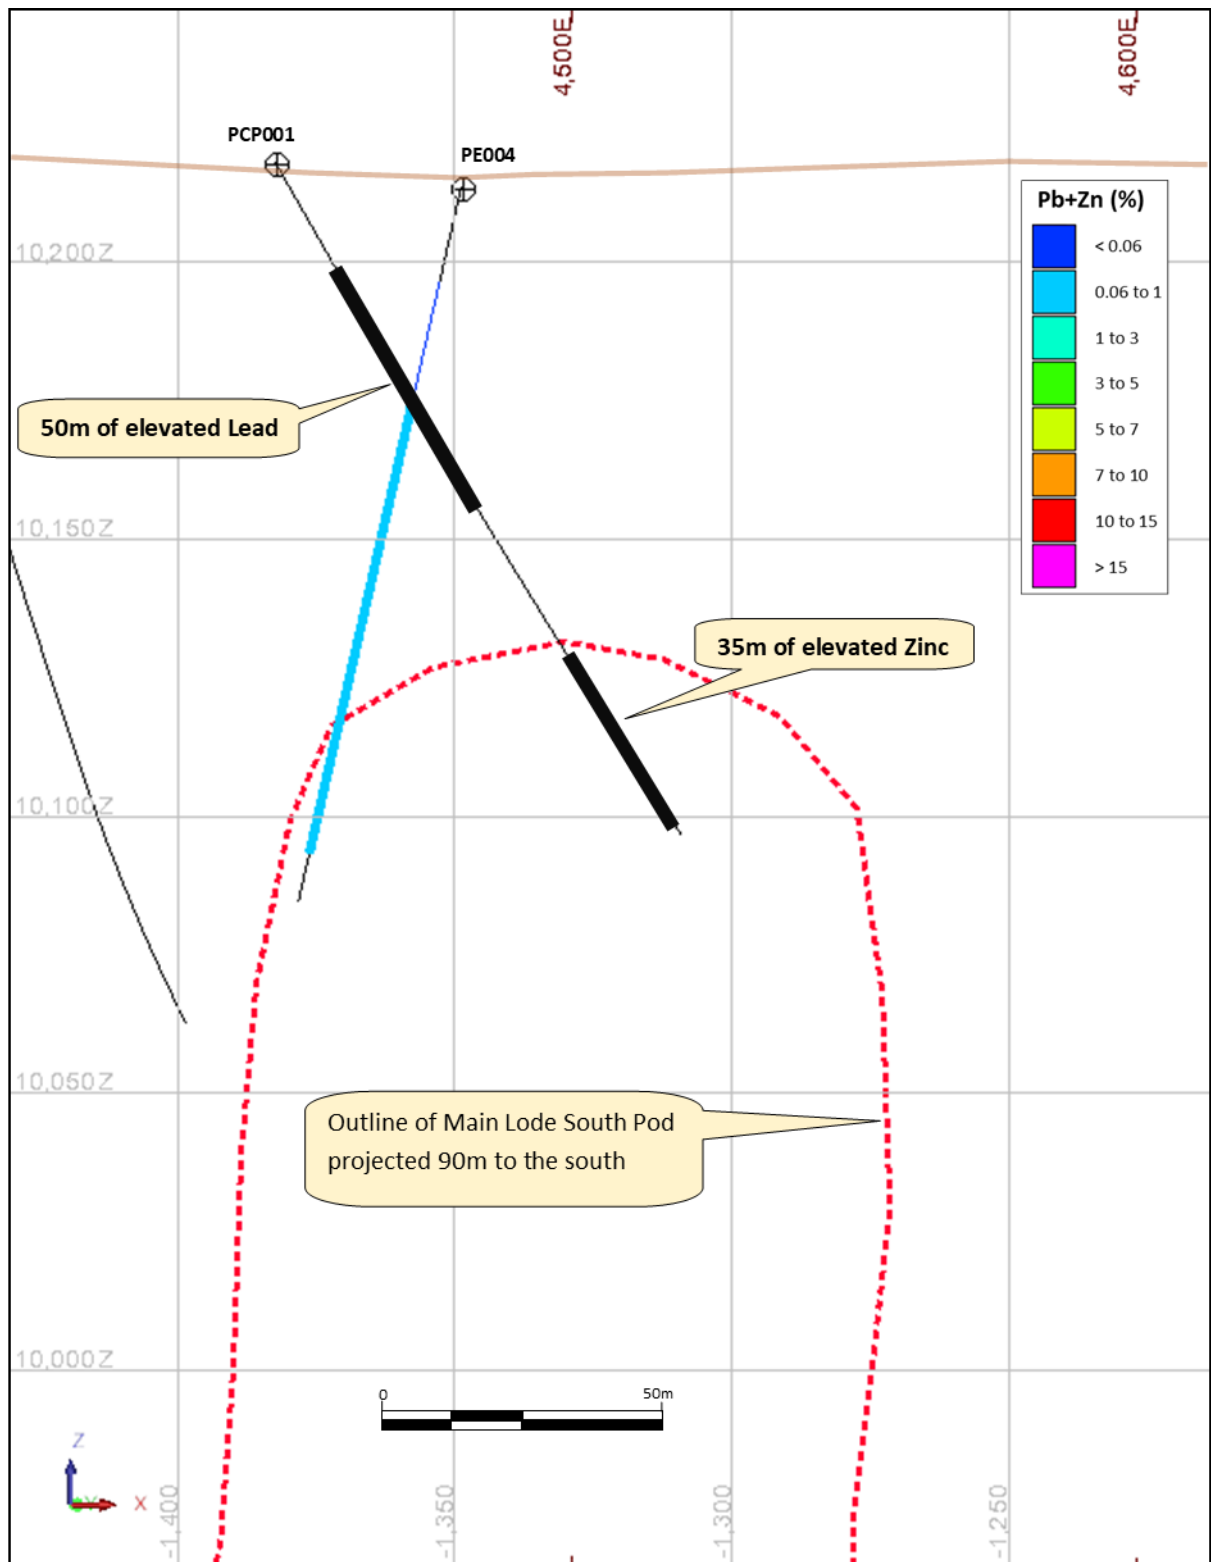 4,500E
4,600E
PCP001
PE004
Pb+Zn (%)
< 0.06
0.06 to 1
1 to 3
3 to 5
5 to 7
7 to 10
10 to 15
> 15
10,200Z
50m of elevated Lead
10,150Z
35m of elevated Zinc
10,100Z
10,050Z
Outline of Main Lode South Pod
projected 90m to the south
10,000Z
0
50m
Z
Y
X
-1,400
-1,350
-1,300
-1,250